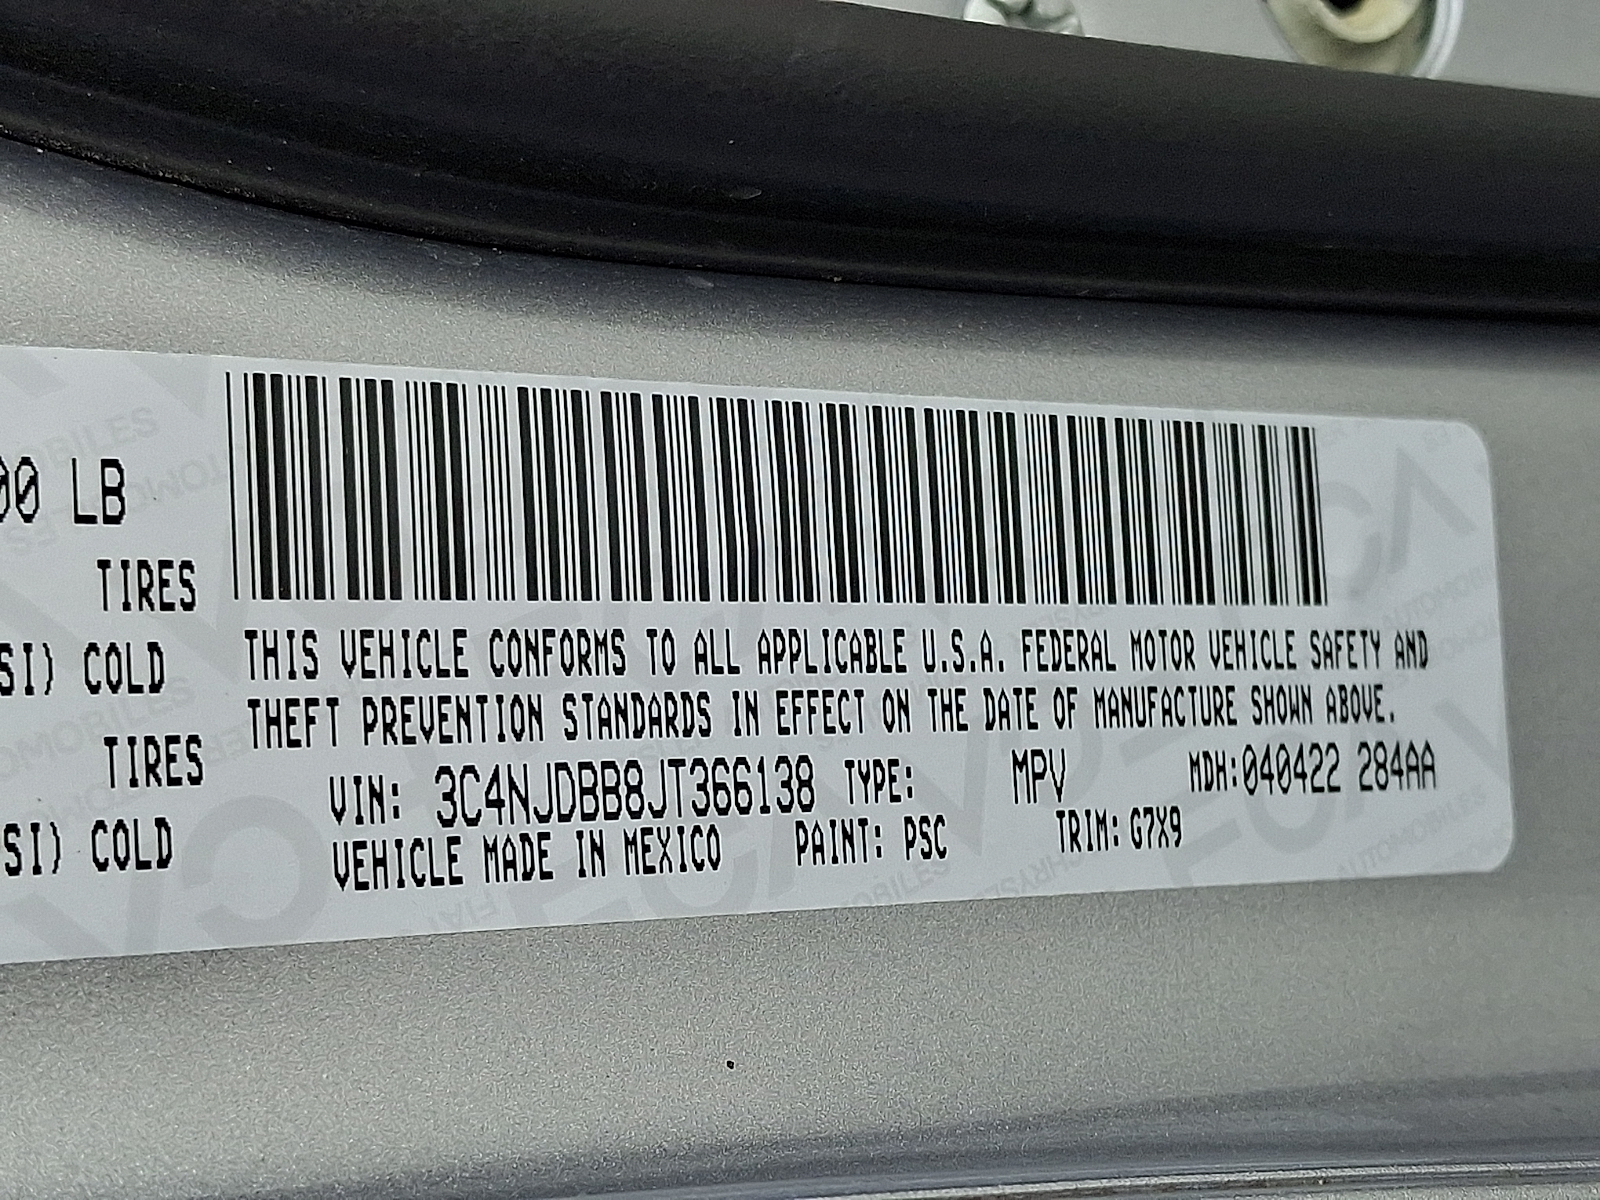 00 LB
TIRES
SI) COLD
TIRES
SI) COLD
THIS VEHICLE CONFORMS TO ALL APPLICABLE U.S.A. FEDERAL MOTOR VEHICLE SAFETY AND
THEFT PREVENTION STANDARDS IN EFFECT ON THE DATE OF MANUFACTURE SHOWN ABOVE.
VIN: 3C4NJDBB8JT366138 TYPE: MPV MDH:040422 284AA
VEHICLE MADE IN MEXICO PAINT: PSC TRIM: G7X9